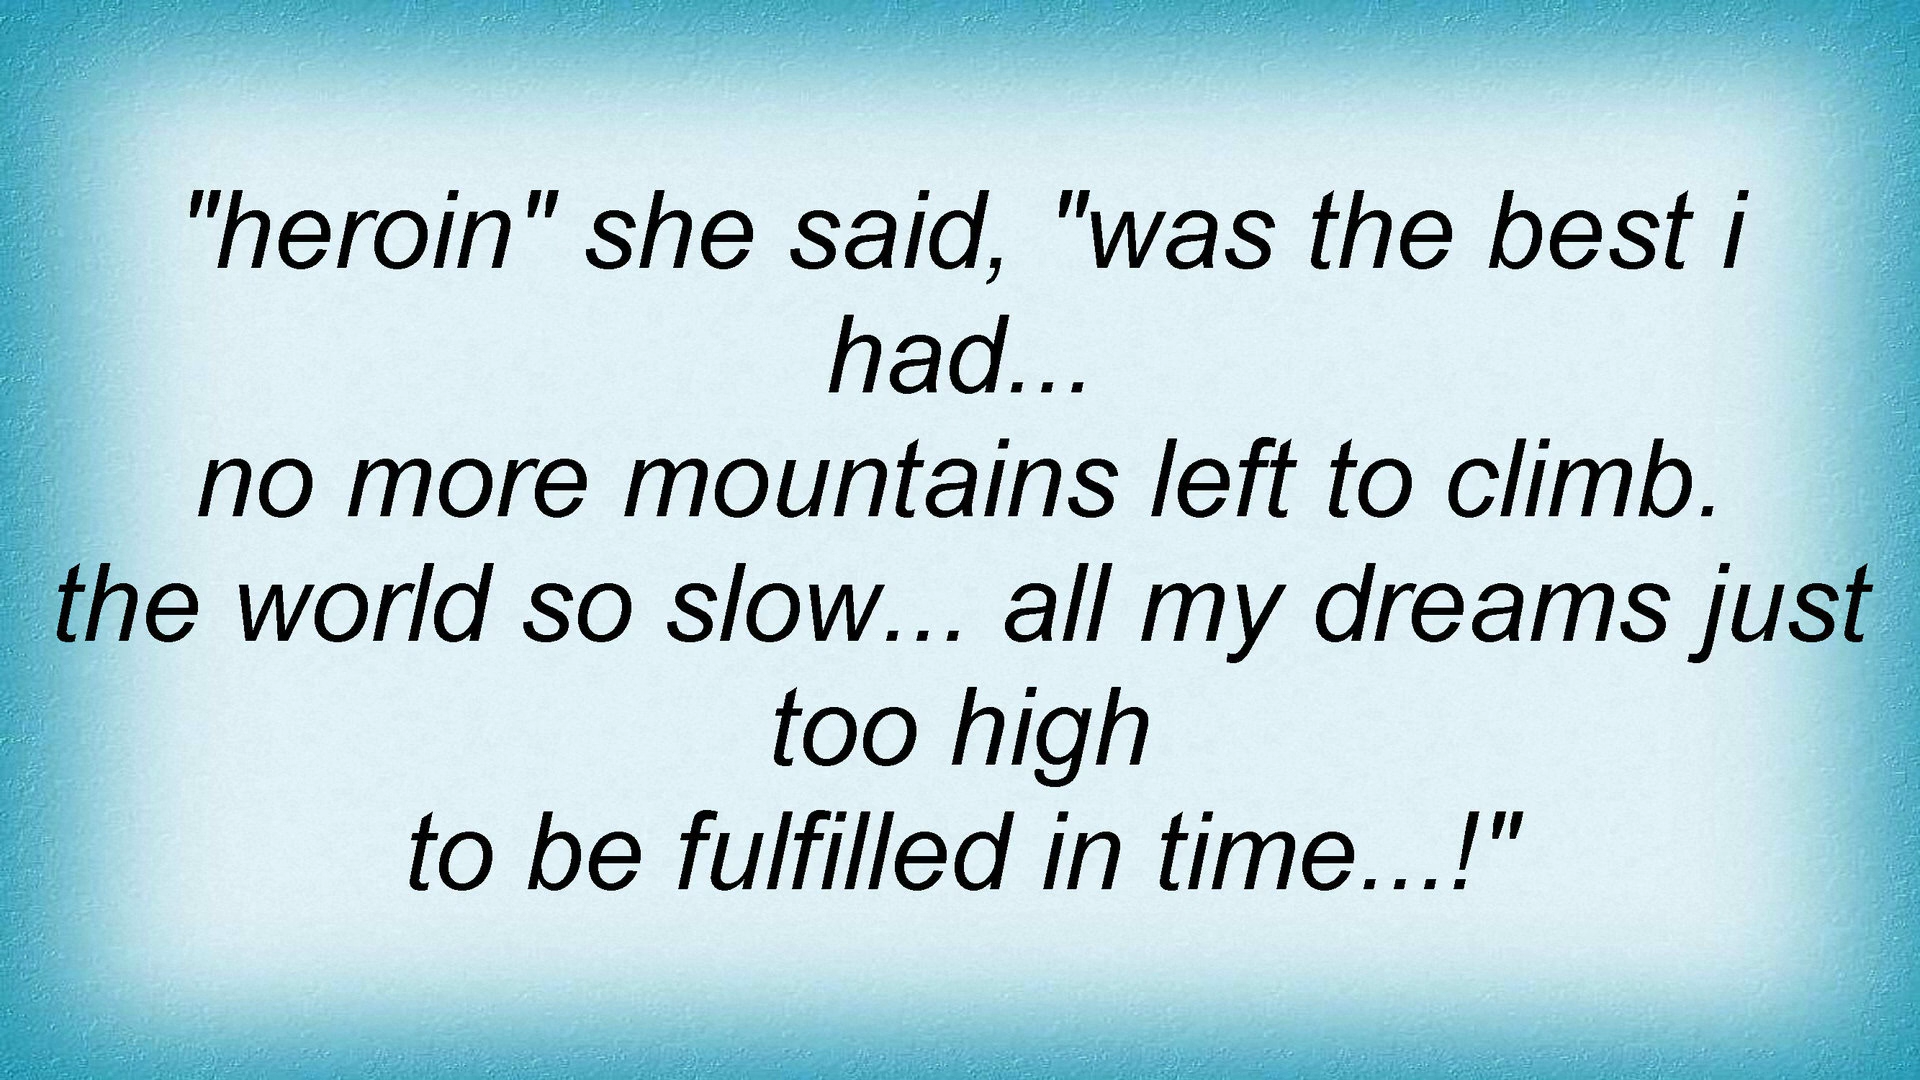 "heroin" she said, "was the best i
had...
no more mountains left to climb.
the world so slow... all my dreams just
too high
to be fulfilled in time...!"